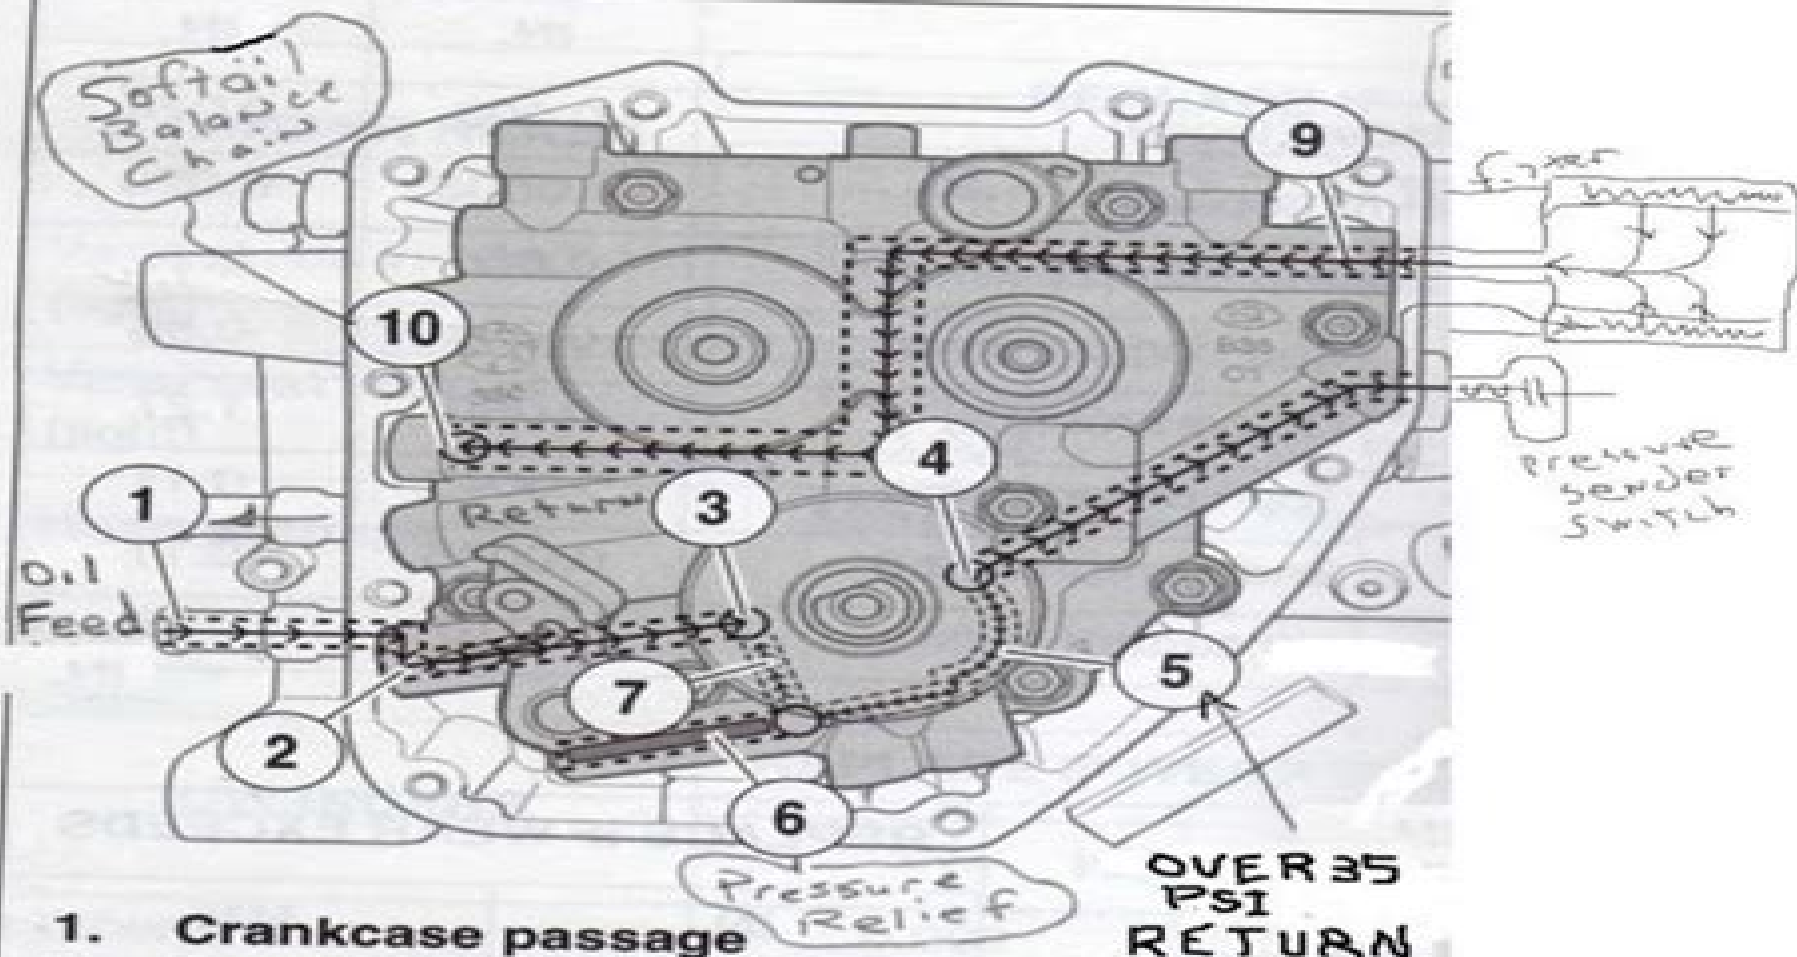 Softail
Balance
Chain
9
10
1
4
3
Return
Oil
Feed
7
5
2
6
Pressure
Sender
Switch
Pressure
Relief
OVER 35
PSI
RETURN
1. Crankcase passage